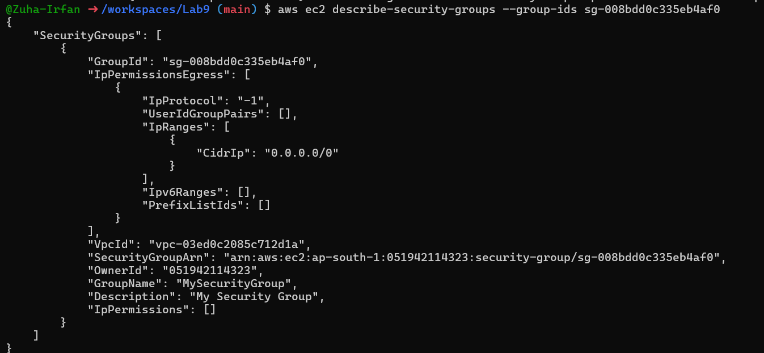 @Zuha-Irfan ➜ /workspaces/Lab9 (main) $ aws ec2 describe-security-groups --group-ids sg-008bdd0c335eb4af0
{
    "SecurityGroups": [
        {
            "GroupId": "sg-008bdd0c335eb4af0",
            "IpPermissionsEgress": [
                {
                    "IpProtocol": "-1",
                    "UserIdGroupPairs": [],
                    "IpRanges": [
                        {
                            "CidrIp": "0.0.0.0/0"
                        }
                    ],
                    "Ipv6Ranges": [],
                    "PrefixListIds": []
                }
            ],
            "VpcId": "vpc-03ed0c2085c712d1a",
            "SecurityGroupArn": "arn:aws:ec2:ap-south-1:051942114323:security-group/sg-008bdd0c335eb4af0",
            "OwnerId": "051942114323",
            "GroupName": "MySecurityGroup",
            "Description": "My Security Group",
            "IpPermissions": []
        }
    ]
}